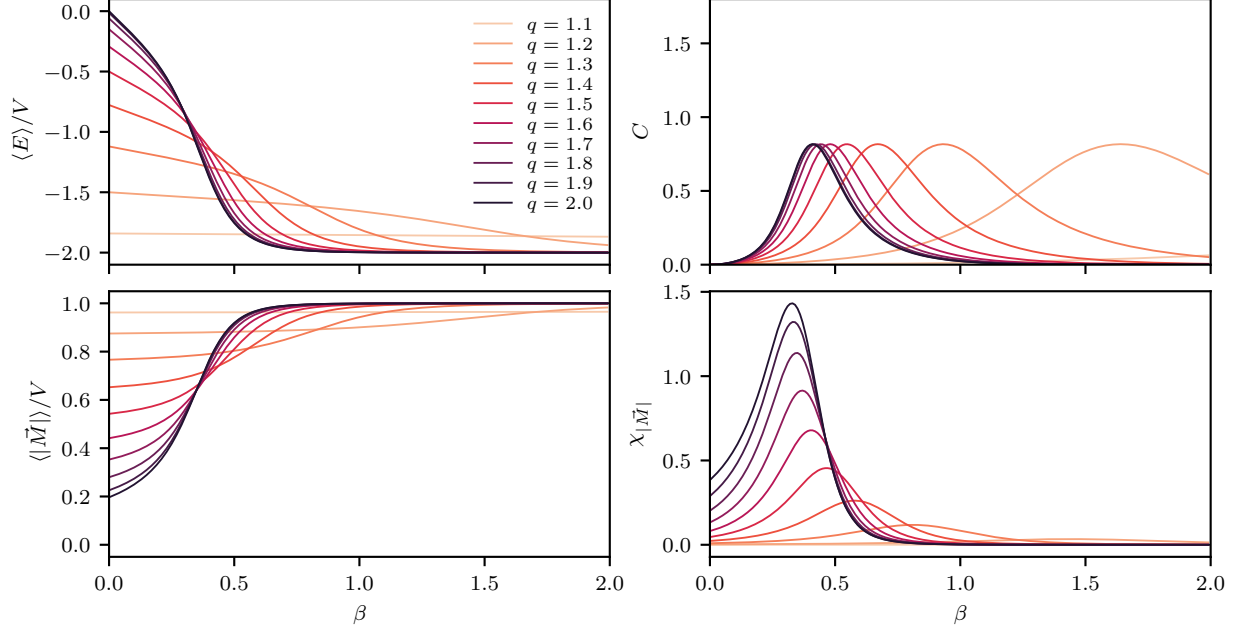 ⟨E⟩/V
0.0
−0.5
−1.0
−1.5
−2.0
q = 1.1
q = 1.2
q = 1.3
q = 1.4
q = 1.5
q = 1.6
q = 1.7
q = 1.8
q = 1.9
q = 2.0
C
1.5
1.0
0.5
0.0
⟨|M⃗|⟩/V
1.0
0.8
0.6
0.4
0.2
0.0
0.0 0.5 1.0 1.5 2.0
β
χ|M⃗|
1.5
1.0
0.5
0.0
0.0 0.5 1.0 1.5 2.0
β